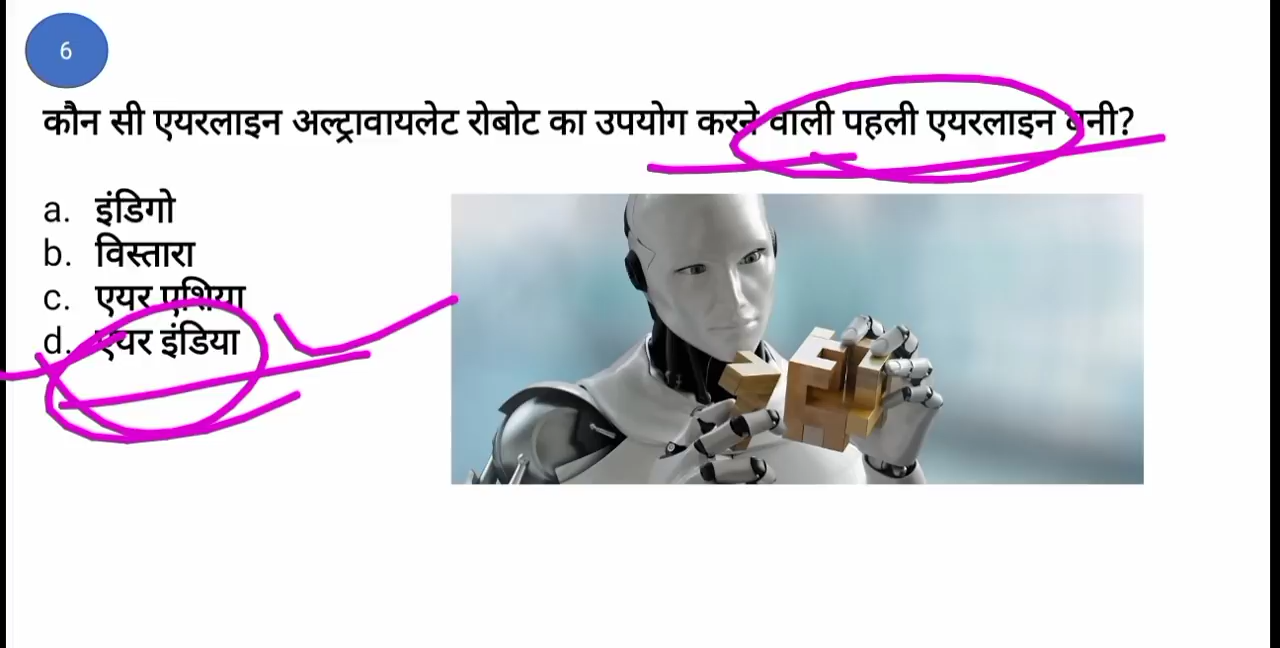 6
कौन सी एयरलाइन अल्ट्रावायलेट रोबोट का उपयोग करने वाली पहली एयरलाइन बनी?
a. इंडिगो
b. विस्तारा
c. एयर एशिया
d. एयर इंडिया